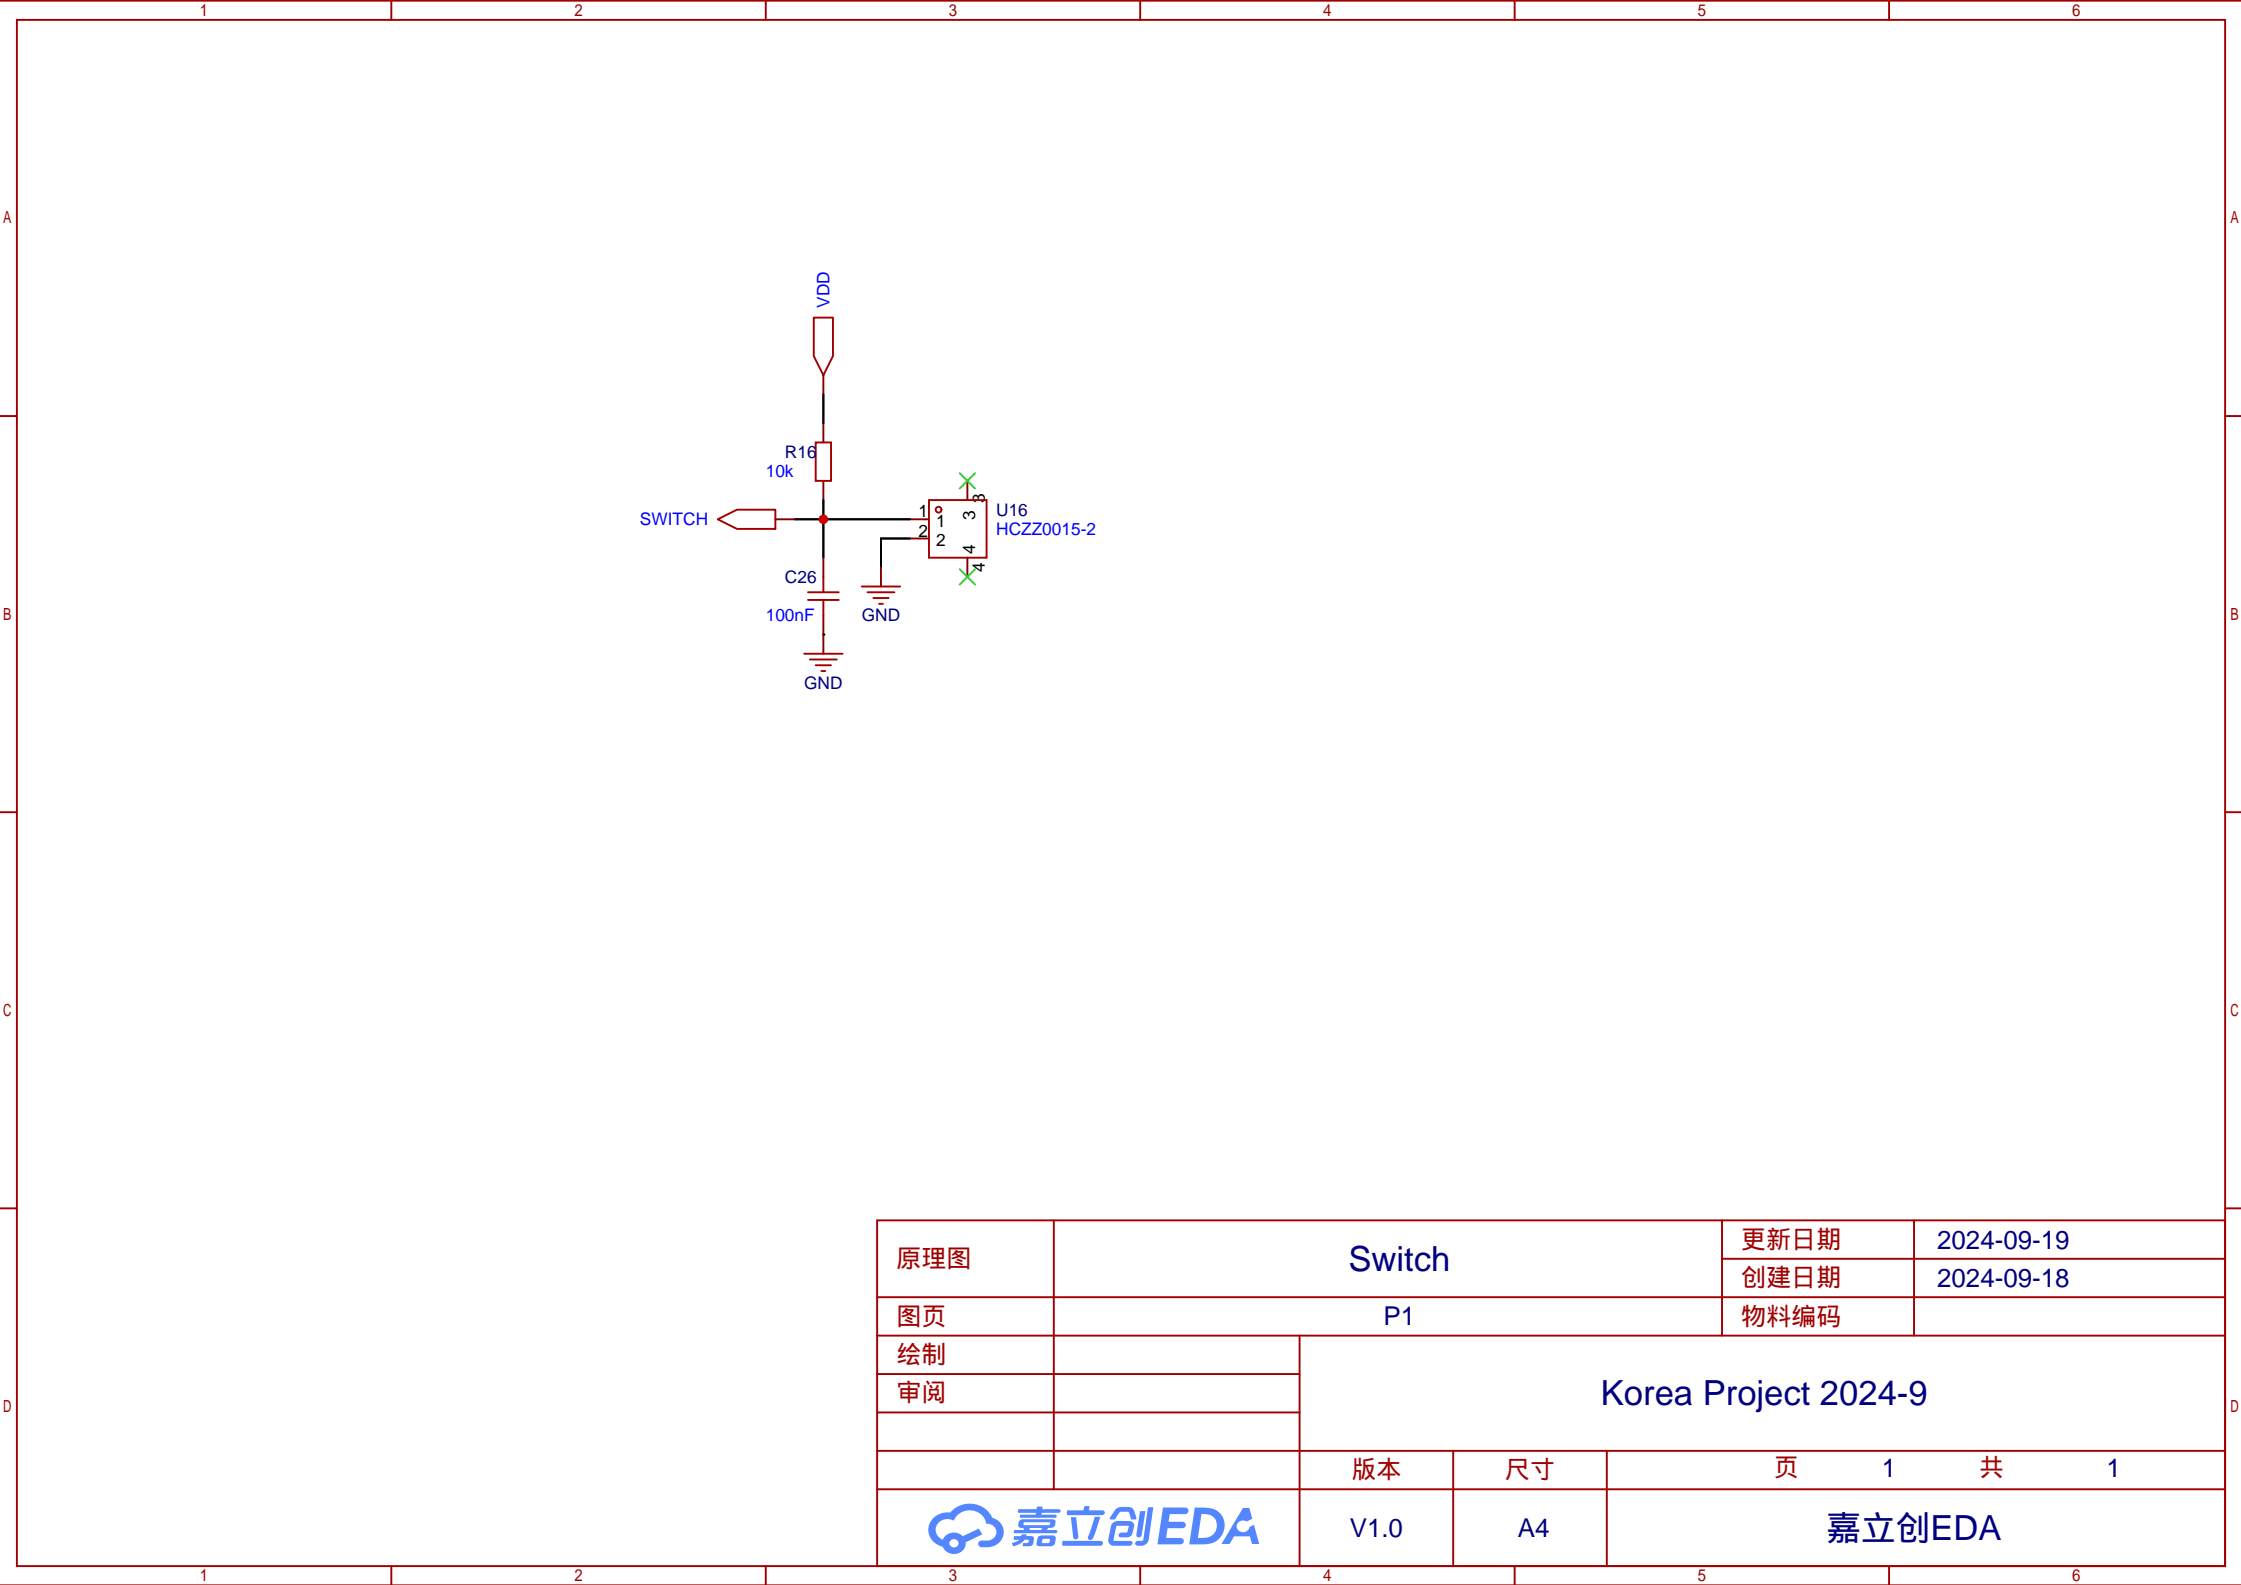 1 2 3 4 5 6
A A
VDD
R16
10k
3
SWITCH 1 1 3 U16
2 2 4 HCZZ0015-2
4
C26
100nF GND
B B
GND
C C
原理图 Switch 更新日期 2024-09-19
创建日期 2024-09-18
图页 P1 物料编码
绘制
审阅 Korea Project 2024-9
D D
版本 尺寸 页 1 共 1
嘉立创EDA V1.0 A4 嘉立创EDA
1 2 3 4 5 6